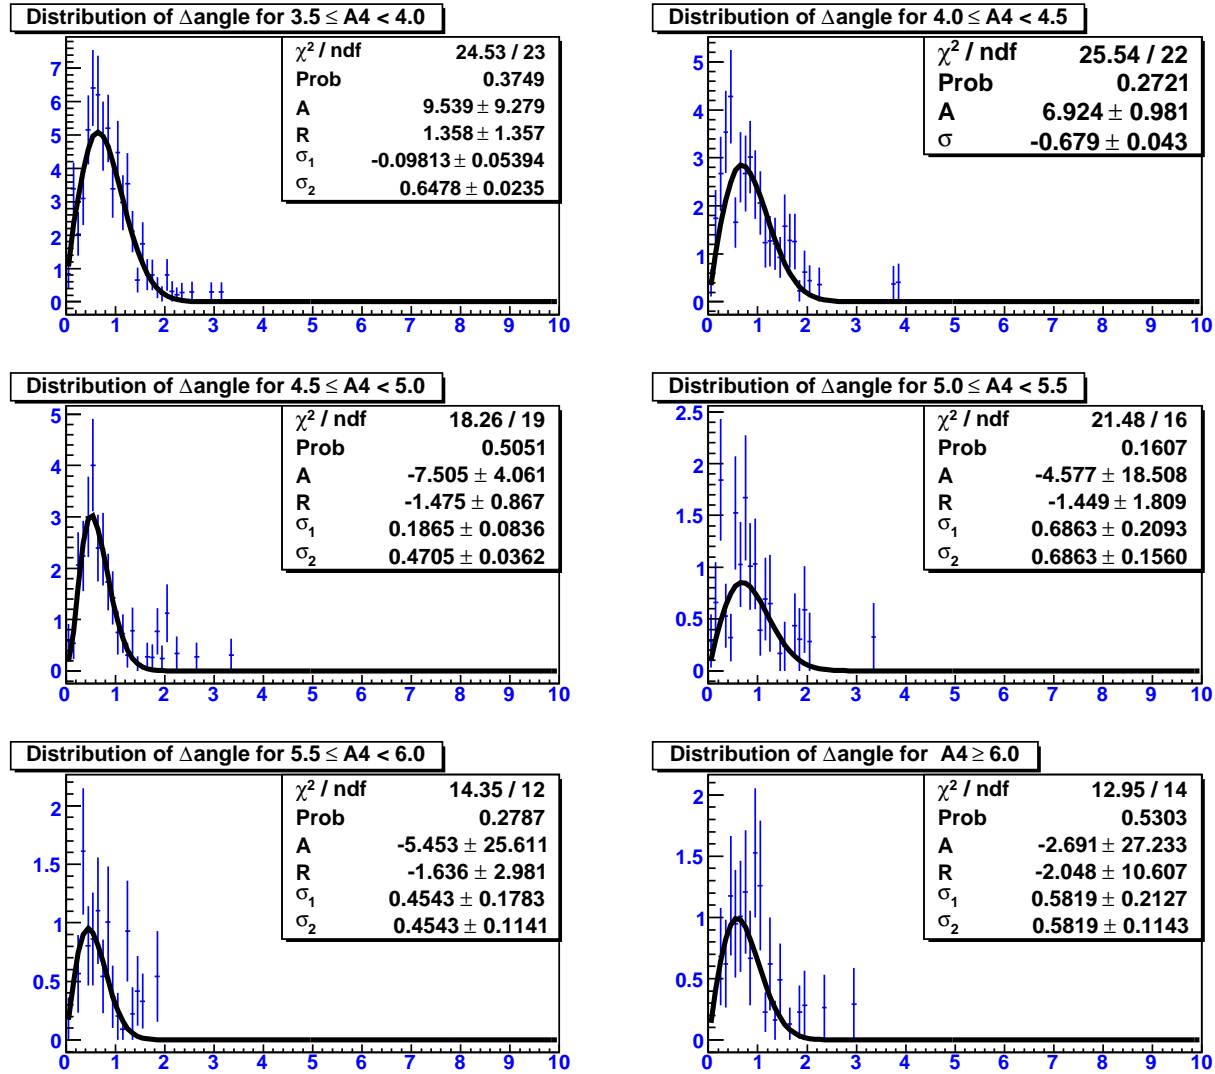 Distribution of Δangle for 3.5 ≤ A4 < 4.0
χ² / ndf 24.53 / 23
Prob 0.3749
A 9.539 ± 9.279
R 1.358 ± 1.357
σ₁ -0.09813 ± 0.05394
σ₂ 0.6478 ± 0.0235
7
6
5
4
3
2
1
0
0 1 2 3 4 5 6 7 8 9 10
Distribution of Δangle for 4.0 ≤ A4 < 4.5
χ² / ndf 25.54 / 22
Prob 0.2721
A 6.924 ± 0.981
σ -0.679 ± 0.043
5
4
3
2
1
0
0 1 2 3 4 5 6 7 8 9 10
Distribution of Δangle for 4.5 ≤ A4 < 5.0
χ² / ndf 18.26 / 19
Prob 0.5051
A -7.505 ± 4.061
R -1.475 ± 0.867
σ₁ 0.1865 ± 0.0836
σ₂ 0.4705 ± 0.0362
5
4
3
2
1
0
0 1 2 3 4 5 6 7 8 9 10
Distribution of Δangle for 5.0 ≤ A4 < 5.5
χ² / ndf 21.48 / 16
Prob 0.1607
A -4.577 ± 18.508
R -1.449 ± 1.809
σ₁ 0.6863 ± 0.2093
σ₂ 0.6863 ± 0.1560
2.5
2
1.5
1
0.5
0
0 1 2 3 4 5 6 7 8 9 10
Distribution of Δangle for 5.5 ≤ A4 < 6.0
χ² / ndf 14.35 / 12
Prob 0.2787
A -5.453 ± 25.611
R -1.636 ± 2.981
σ₁ 0.4543 ± 0.1783
σ₂ 0.4543 ± 0.1141
2
1.5
1
0.5
0
0 1 2 3 4 5 6 7 8 9 10
Distribution of Δangle for A4 ≥ 6.0
χ² / ndf 12.95 / 14
Prob 0.5303
A -2.691 ± 27.233
R -2.048 ± 10.607
σ₁ 0.5819 ± 0.2127
σ₂ 0.5819 ± 0.1143
2
1.5
1
0.5
0
0 1 2 3 4 5 6 7 8 9 10